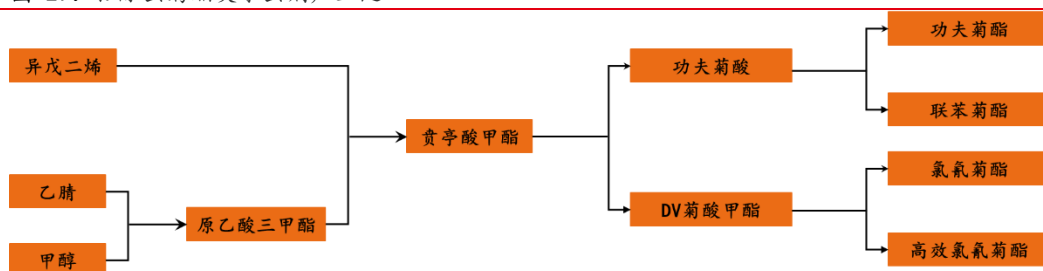 异戊二烯
乙腈
甲醇
原乙酸三甲酯
贲亭酸甲酯
功夫菊酸
DV菊酸甲酯
功夫菊酯
联苯菊酯
氯氰菊酯
高效氯氰菊酯